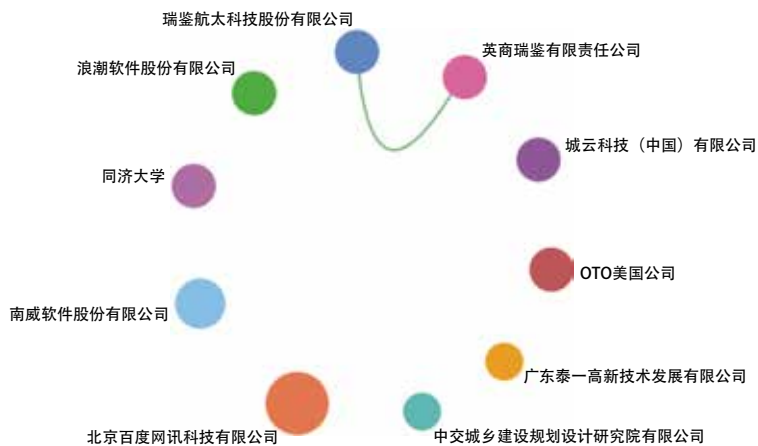 瑞鉴航太科技股份有限公司
英商瑞鉴有限责任公司
浪潮软件股份有限公司
城云科技（中国）有限公司
同济大学
OTO美国公司
南威软件股份有限公司
广东泰一高新技术发展有限公司
北京百度网讯科技有限公司
中交城乡建设规划设计研究院有限公司